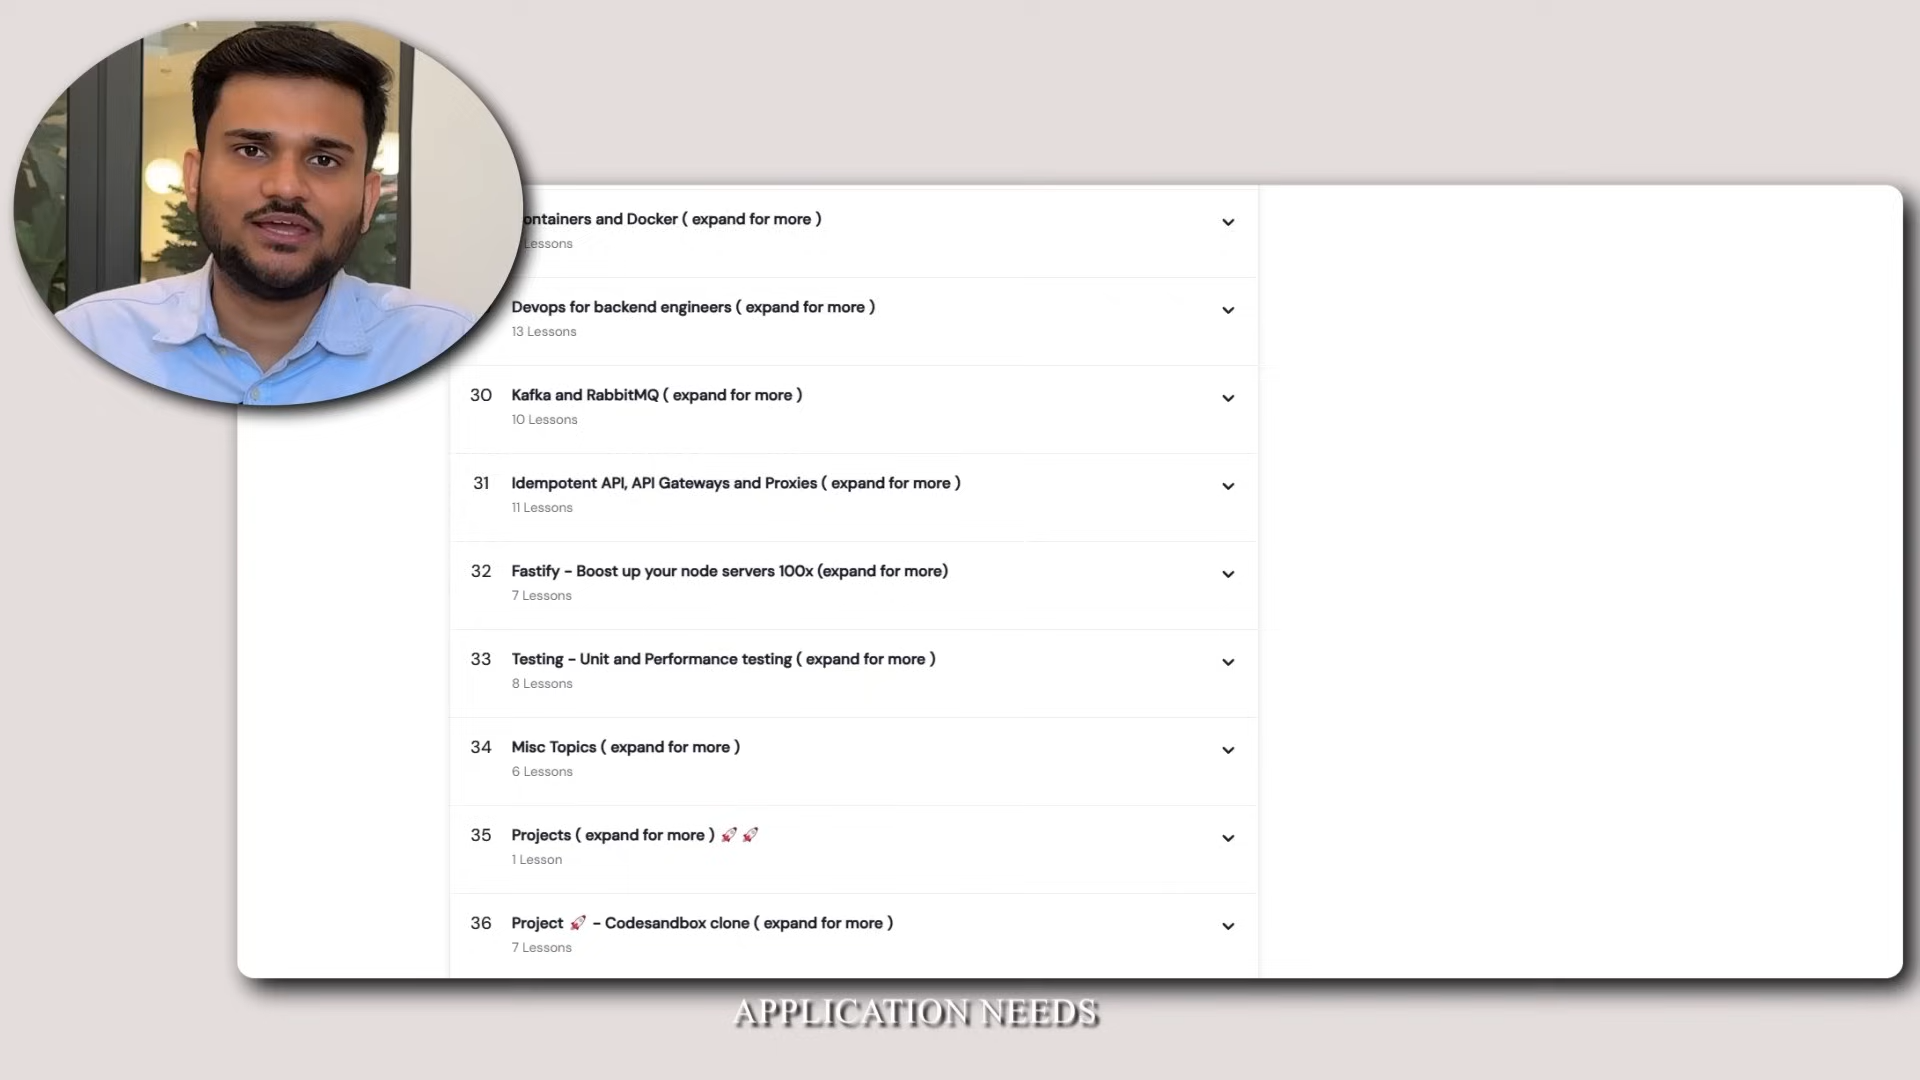 ontainers and Docker ( expand for more )
Lessons
Devops for backend engineers ( expand for more )
13 Lessons
30 Kafka and RabbitMQ ( expand for more )
10 Lessons
31 Idempotent API, API Gateways and Proxies ( expand for more )
11 Lessons
32 Fastify - Boost up your node servers 100x (expand for more)
7 Lessons
33 Testing - Unit and Performance testing ( expand for more )
8 Lessons
34 Misc Topics ( expand for more )
6 Lessons
35 Projects ( expand for more ) 🚀 🚀
1 Lesson
36 Project 🚀 - Codesandbox clone ( expand for more )
7 Lessons
APPLICATION NEEDS